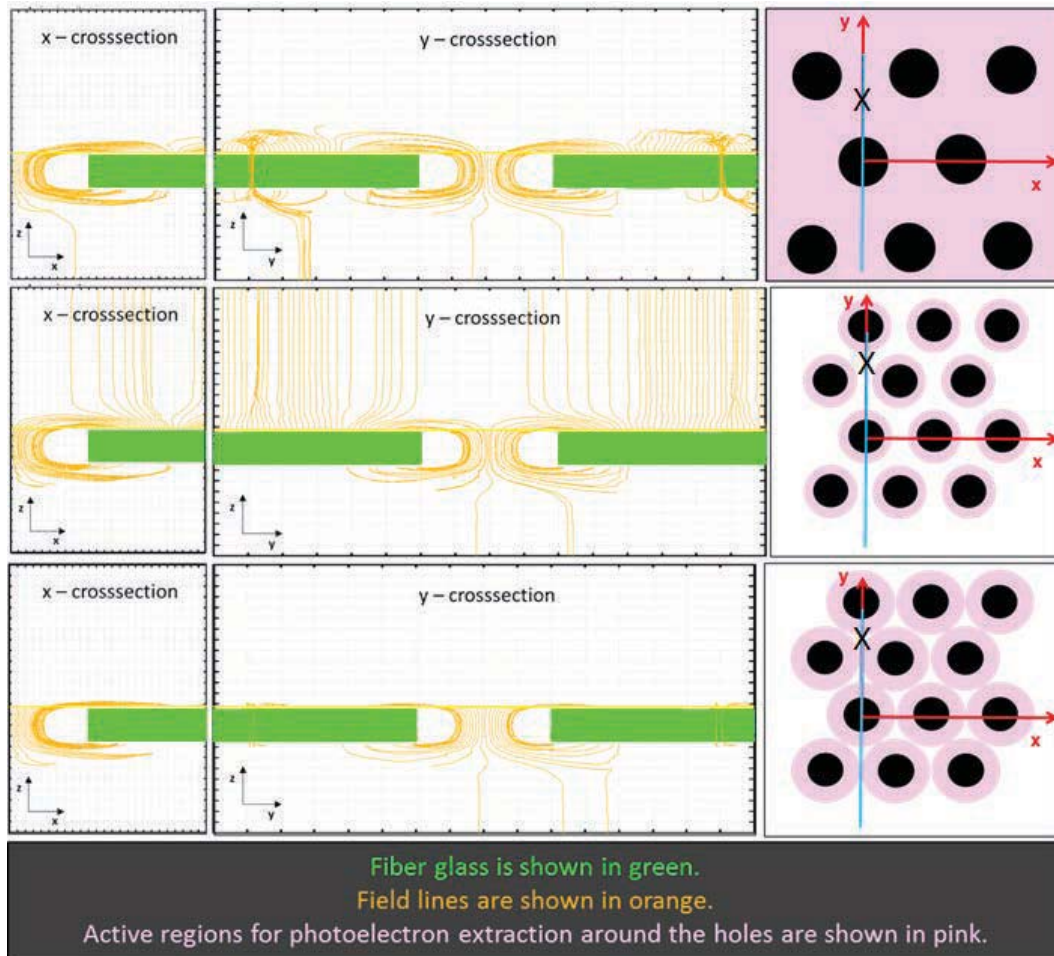 x – crosssection
y – crosssection
y
X
x
z
x
z
y
x – crosssection
y – crosssection
y
X
x
z
x
z
y
x – crosssection
y – crosssection
y
X
x
z
x
z
y
Fiber glass is shown in green.
Field lines are shown in orange.
Active regions for photoelectron extraction around the holes are shown in pink.